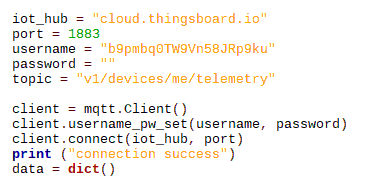 iot_hub = "cloud.thingsboard.io"
port = 1883
username = "b9pmbq0TW9Vn58JRp9ku"
password = ""
topic = "v1/devices/me/telemetry"
client = mqtt.Client()
client.username_pw_set(username, password)
client.connect(iot_hub, port)
print ("connection success")
data = dict()